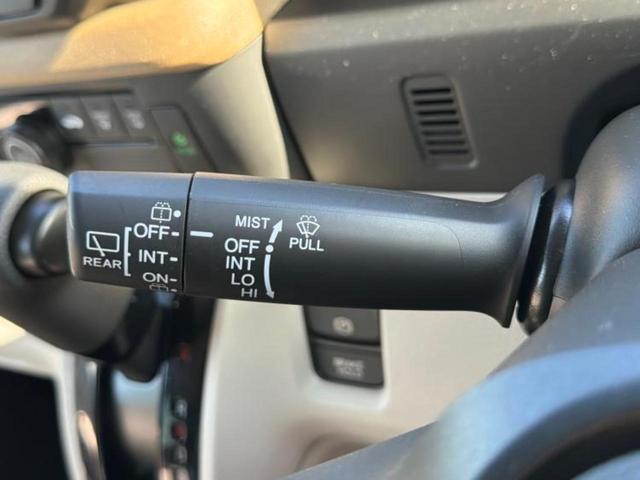 MIST
OFF
INT
LO
HI
PULL
REAR
OFF
INT
ON